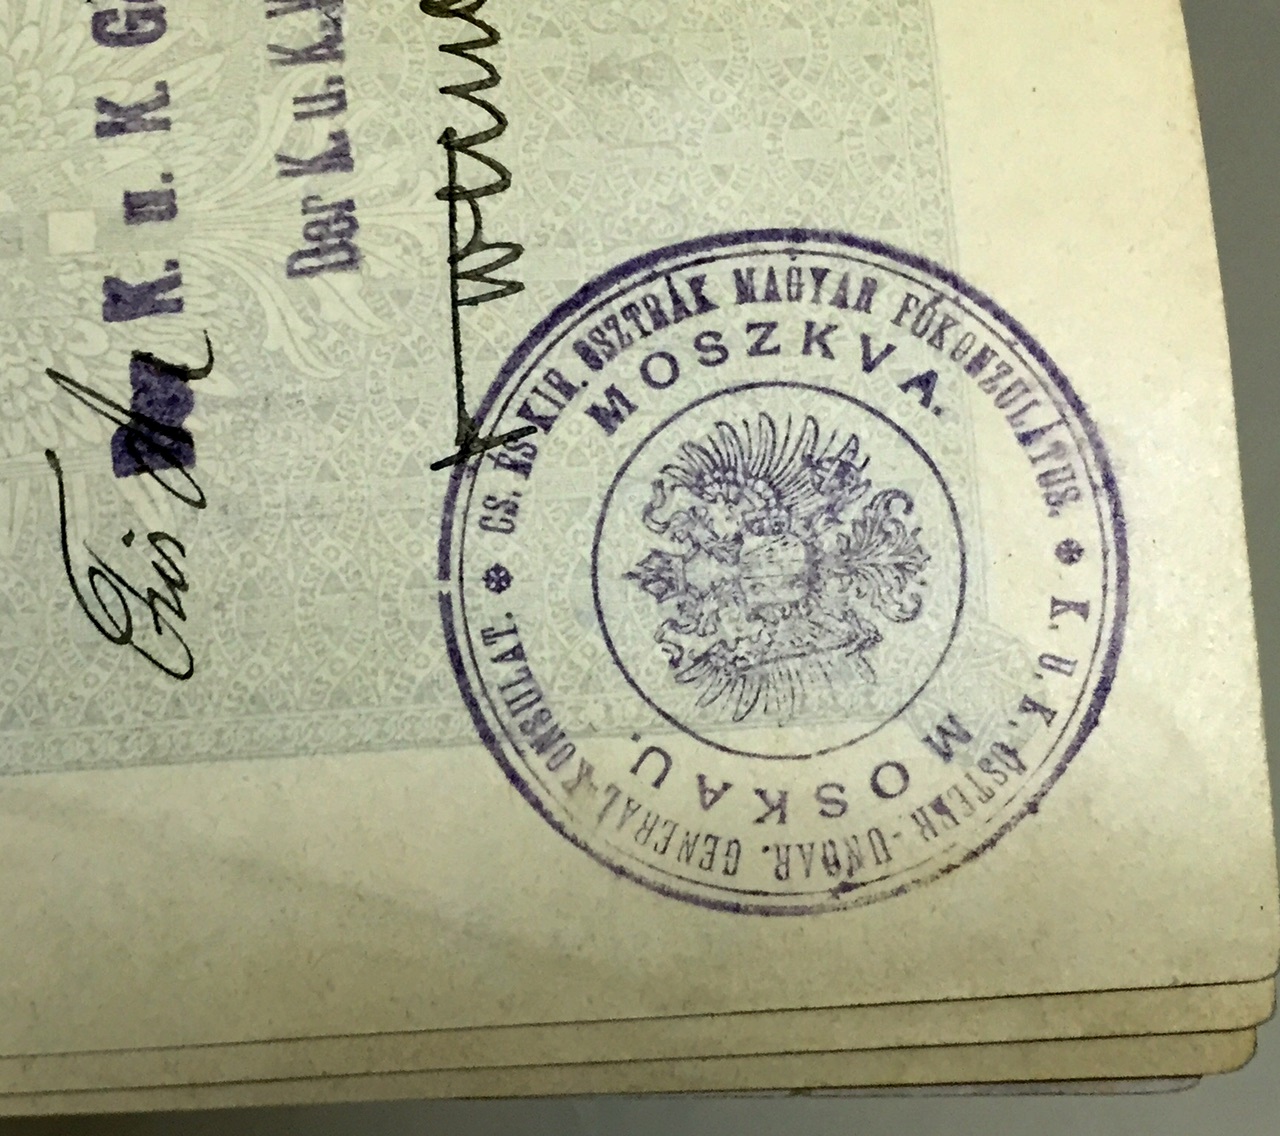 K. u. K. G
Der K. u. K.
CS. ÉS KIR. OSZTRÁK MAGYAR FŐKONZULÁTUS.
MOSZKVA.
K. U. K. ÖSTERR.-UNGAR. GENERAL-KONSULAT.
MOSKAU.